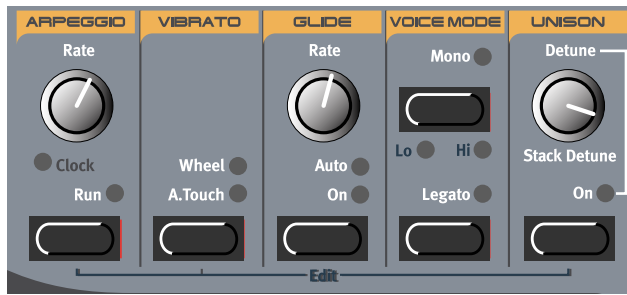 ARPEGGIO VIBRATO GLIDE VOICE MODE UNISON
Rate Rate Mono Detune
Clock Wheel Auto Lo Hi Stack Detune
Run A.Touch On Legato On
Edit